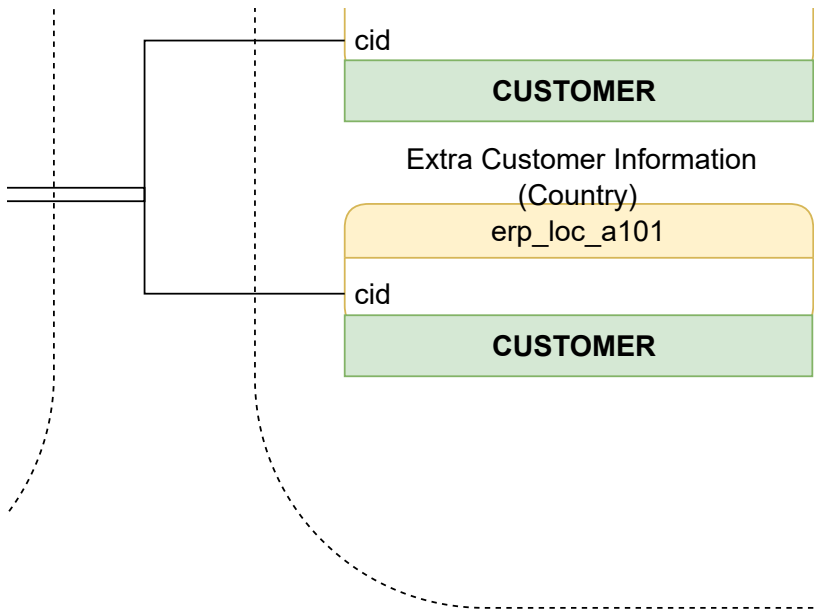 cid
CUSTOMER
Extra Customer Information
(Country)
erp_loc_a101
cid
CUSTOMER